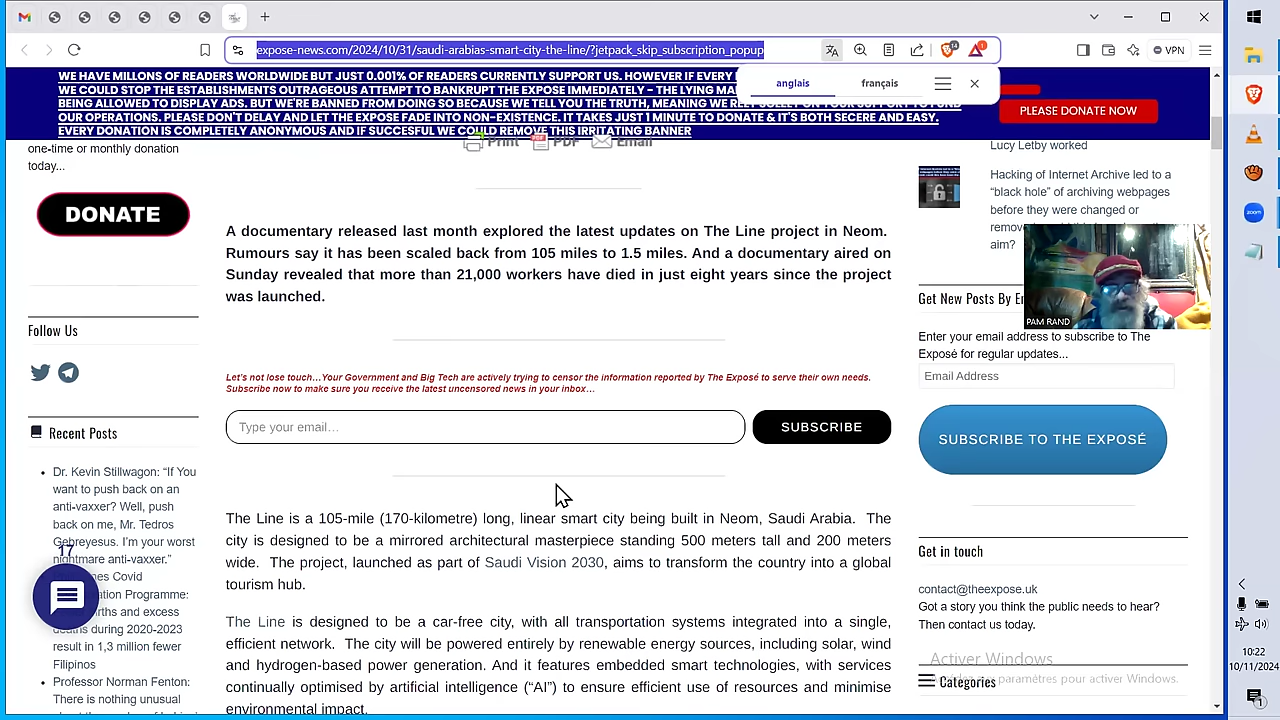 expose-news.com/2024/10/31/saudi-arabias-smart-city-the-line/?jetpack_skip_subscription_popup
VPN
anglais
français
WE HAVE MILLONS OF READERS WORLDWIDE BUT JUST 0.001% OF READERS CURRENTLY SUPPORT US. HOWEVER IF EVERY
WE COULD STOP THE ESTABLISHMENTS OUTRAGEOUS ATTEMPT TO BANKRUPT THE EXPOSE IMMEDIATELY - THE LYING
BEING ALLOWED TO DISPLAY ADS. BUT WE'RE BANNED FROM DOING SO BECAUSE WE TELL YOU THE TRUTH, MEANING WE
OUR OPERATIONS. PLEASE DON'T DELAY AND LET THE EXPOSE FADE INTO NON-EXISTENCE. IT TAKES JUST 1 MINUTE TO DONATE & IT'S BOTH SECERE AND EASY.
EVERY DONATION IS COMPLETELY ANONYMOUS AND IF SUCCESFUL WE COULD REMOVE THIS IRRITATING BANNER
PLEASE DONATE NOW
one-time or monthly donation
today...
DONATE
Follow Us
Recent Posts
Dr. Kevin Stillwagon: “If You
want to push back on an
anti-vaxxer? Well, push
back on me, Mr. Tedros
Gebreyesus. I'm your worst
nightmare anti-vaxxer.”
17
Covid
Programme:
and excess
deaths during 2020-2023
result in 1,3 million fewer
Filipinos
Professor Norman Fenton:
There is nothing unusual
Print
PDF
Email
A documentary released last month explored the latest updates on The Line project in Neom.
Rumours say it has been scaled back from 105 miles to 1.5 miles. And a documentary aired on
Sunday revealed that more than 21,000 workers have died in just eight years since the project
was launched.
Let's not lose touch…Your Government and Big Tech are actively trying to censor the information reported by The Exposé to serve their own needs.
Subscribe now to make sure you receive the latest uncensored news in your inbox…
Type your email…
SUBSCRIBE
The Line is a 105-mile (170-kilometre) long, linear smart city being built in Neom, Saudi Arabia. The
city is designed to be a mirrored architectural masterpiece standing 500 meters tall and 200 meters
wide. The project, launched as part of Saudi Vision 2030, aims to transform the country into a global
tourism hub.
The Line is designed to be a car-free city, with all transportation systems integrated into a single,
efficient network. The city will be powered by renewable energy sources, including solar, wind
and hydrogen-based power generation. And it features embedded smart technologies, with services
continually optimised by artificial intelligence (“AI”) to ensure efficient use of resources and minimise
environmental impact.
Lucy Letby worked
Hacking of Internet Archive led to a
“black hole” of archiving webpages
before they were changed or
aim?
PAM RAND
Get New Posts By
Enter your email address to subscribe to The
Exposé for regular updates...
Email Address
SUBSCRIBE TO THE EXPOSÉ
Get in touch
contact@theexpose.uk
Got a story you think the public needs to hear?
Then contact us today.
Activer Windows
paramètres pour activer Windows.
Categories
zoom
10:22
10/11/2024